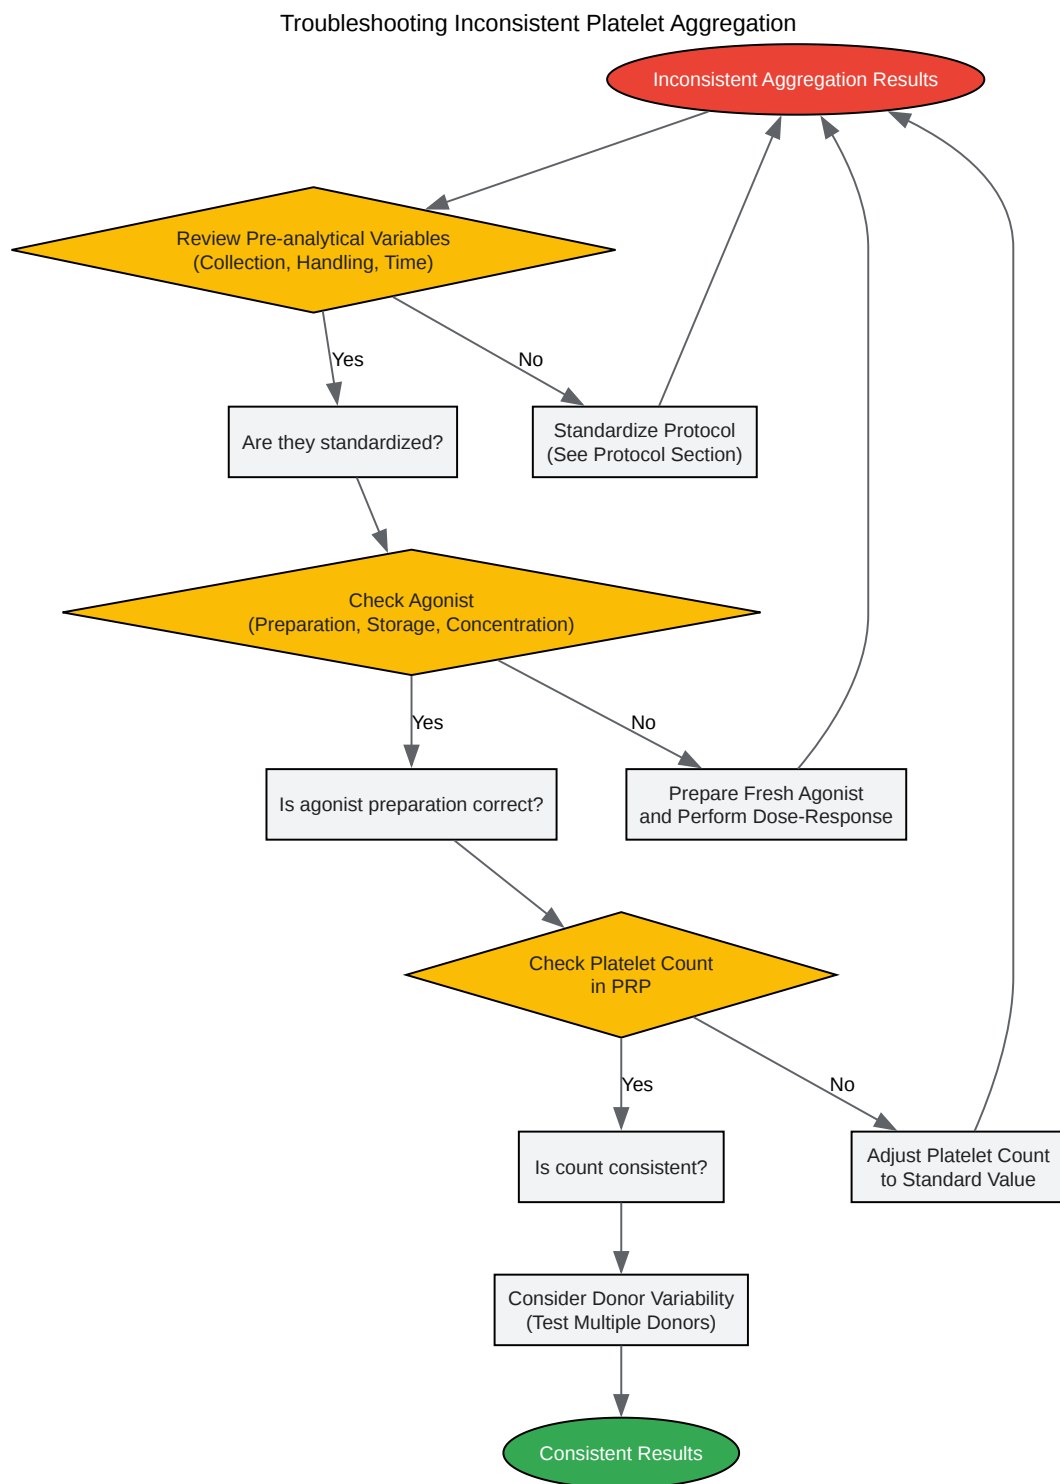 Troubleshooting Inconsistent Platelet Aggregation
Inconsistent Aggregation Results
Review Pre-analytical Variables
(Collection, Handling, Time)
Yes
No
Are they standardized?
Standardize Protocol
(See Protocol Section)
Check Agonist
(Preparation, Storage, Concentration)
Yes
No
Is agonist preparation correct?
Prepare Fresh Agonist
and Perform Dose-Response
Check Platelet Count
in PRP
Yes
No
Is count consistent?
Adjust Platelet Count
to Standard Value
Consider Donor Variability
(Test Multiple Donors)
Consistent Results